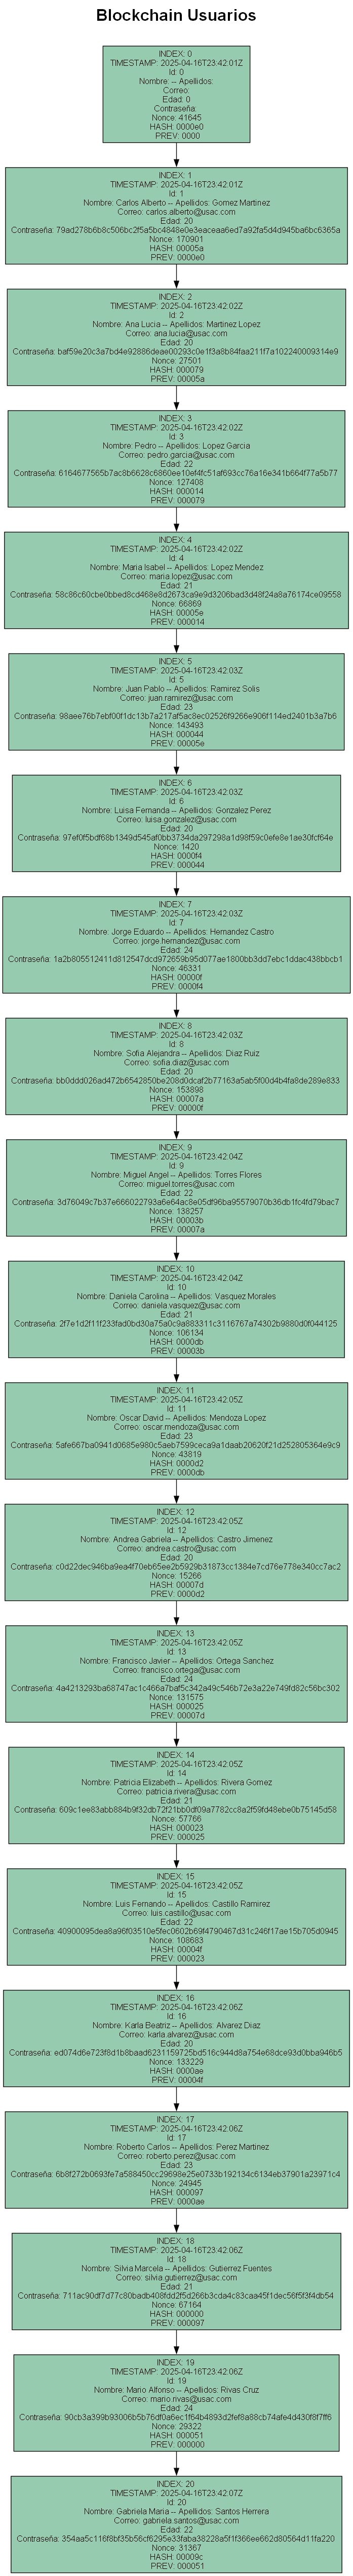 Blockchain Usuarios
INDEX: 0
TIMESTAMP: 2025-04-16T23:42:01Z
Id: 0
Nombre: -- Apellidos:
Correo:
Edad: 0
Contraseña:
Nonce: 41645
HASH: 0000e0
PREV: 0000
INDEX: 1
TIMESTAMP: 2025-04-16T23:42:01Z
Id: 1
Nombre: Carlos Alberto -- Apellidos: Gomez Martinez
Correo: carlos.alberto@usac.com
Edad: 20
Contraseña: 79ad278b6b8c506bc2f5a5bc4848e0e3eaceaa6ed7a92fa5d4d945ba6bc6365a
Nonce: 170901
HASH: 00005a
PREV: 0000e0
INDEX: 2
TIMESTAMP: 2025-04-16T23:42:02Z
Id: 2
Nombre: Ana Lucia -- Apellidos: Martinez Lopez
Correo: ana.lucia@usac.com
Edad: 20
Contraseña: baf59e20c3a7bd4e92886deae00293c0e1f3a8b84faa211f7a102240009314e9
Nonce: 27501
HASH: 000079
PREV: 00005a
INDEX: 3
TIMESTAMP: 2025-04-16T23:42:02Z
Id: 3
Nombre: Pedro -- Apellidos: Lopez Garcia
Correo: pedro.garcia@usac.com
Edad: 22
Contraseña: 6164677565b7ac8b6628c6860ee10ef4fc51af693cc76a16e341b664f77a5b77
Nonce: 127408
HASH: 000014
PREV: 000079
INDEX: 4
TIMESTAMP: 2025-04-16T23:42:02Z
Id: 4
Nombre: Maria Isabel -- Apellidos: Lopez Mendez
Correo: maria.lopez@usac.com
Edad: 21
Contraseña: 58c86c60cbe0bbed8cd468e8d2673ca9e9d3206bad3d48f24a8a76174ce09558
Nonce: 66869
HASH: 00005e
PREV: 000014
INDEX: 5
TIMESTAMP: 2025-04-16T23:42:03Z
Id: 5
Nombre: Juan Pablo -- Apellidos: Ramirez Solis
Correo: juan.ramirez@usac.com
Edad: 23
Contraseña: 98aee76b7ebf00f1dc13b7a217af5ac8ec02526f9266e906f114ed2401b3a7b6
Nonce: 143493
HASH: 000044
PREV: 00005e
INDEX: 6
TIMESTAMP: 2025-04-16T23:42:03Z
Id: 6
Nombre: Luisa Fernanda -- Apellidos: Gonzalez Perez
Correo: luisa.gonzalez@usac.com
Edad: 20
Contraseña: 97ef0f5bdf68b1349d545af0bb3734da297298a1d98f59c0efe8e1ae30fcf64e
Nonce: 1420
HASH: 0000f4
PREV: 000044
INDEX: 7
TIMESTAMP: 2025-04-16T23:42:03Z
Id: 7
Nombre: Jorge Eduardo -- Apellidos: Hernandez Castro
Correo: jorge.hernandez@usac.com
Edad: 24
Contraseña: 1a2b805512411d812547dcd972659b95d077ae1800bb3dd7ebc1ddac438bbcb1
Nonce: 46331
HASH: 00000f
PREV: 0000f4
INDEX: 8
TIMESTAMP: 2025-04-16T23:42:03Z
Id: 8
Nombre: Sofia Alejandra -- Apellidos: Diaz Ruiz
Correo: sofia.diaz@usac.com
Edad: 20
Contraseña: bb0ddd026ad472b6542850be208d0dcaf2b77163a5ab5f00d4b4fa8de289e833
Nonce: 153898
HASH: 00007a
PREV: 00000f
INDEX: 9
TIMESTAMP: 2025-04-16T23:42:04Z
Id: 9
Nombre: Miguel Angel -- Apellidos: Torres Flores
Correo: miguel.torres@usac.com
Edad: 22
Contraseña: 3d76049c7b37e666022793a6e64ac8e05df96ba95579070b36db1fc4fd79bac7
Nonce: 138257
HASH: 00003b
PREV: 00007a
INDEX: 10
TIMESTAMP: 2025-04-16T23:42:04Z
Id: 10
Nombre: Daniela Carolina -- Apellidos: Vasquez Morales
Correo: daniela.vasquez@usac.com
Edad: 21
Contraseña: 2f7e1d2f11f233fad0bd30a75a0c9a883311c3116767a74302b9880d0f044125
Nonce: 106134
HASH: 0000db
PREV: 00003b
INDEX: 11
TIMESTAMP: 2025-04-16T23:42:05Z
Id: 11
Nombre: Oscar David -- Apellidos: Mendoza Lopez
Correo: oscar.mendoza@usac.com
Edad: 23
Contraseña: 5afe667ba0941d0685e980c5aeb7599ceca9a1daab20620f21d252805364e9c9
Nonce: 43819
HASH: 0000d2
PREV: 0000db
INDEX: 12
TIMESTAMP: 2025-04-16T23:42:05Z
Id: 12
Nombre: Andrea Gabriela -- Apellidos: Castro Jimenez
Correo: andrea.castro@usac.com
Edad: 20
Contraseña: c0d22dec946ba9ea4f70eb65ee2b5929b31873cc1384e7cd76e778e340cc7ac2
Nonce: 15266
HASH: 00007d
PREV: 0000d2
INDEX: 13
TIMESTAMP: 2025-04-16T23:42:05Z
Id: 13
Nombre: Francisco Javier -- Apellidos: Ortega Sanchez
Correo: francisco.ortega@usac.com
Edad: 24
Contraseña: 4a4213293ba68747ac1c466a7baf5c342a49c546b72e3a22e749fd82c56bc302
Nonce: 131575
HASH: 000025
PREV: 00007d
INDEX: 14
TIMESTAMP: 2025-04-16T23:42:05Z
Id: 14
Nombre: Patricia Elizabeth -- Apellidos: Rivera Gomez
Correo: patricia.rivera@usac.com
Edad: 21
Contraseña: 609c1ee83abb884b9f32db72f21bb0df09a7782cc8a2f59fd48ebe0b75145d58
Nonce: 57766
HASH: 000023
PREV: 000025
INDEX: 15
TIMESTAMP: 2025-04-16T23:42:05Z
Id: 15
Nombre: Luis Fernando -- Apellidos: Castillo Ramirez
Correo: luis.castillo@usac.com
Edad: 22
Contraseña: 40900095dea8a96f03510e5fec0602b69f4790467d31c246f17ae15b705d0945
Nonce: 108683
HASH: 00004f
PREV: 000023
INDEX: 16
TIMESTAMP: 2025-04-16T23:42:06Z
Id: 16
Nombre: Karla Beatriz -- Apellidos: Alvarez Diaz
Correo: karla.alvarez@usac.com
Edad: 20
Contraseña: ed074d6e723f8d1b8baad6231159725bd516c944d8a754e68dce93d0bba946b5
Nonce: 133229
HASH: 0000ae
PREV: 00004f
INDEX: 17
TIMESTAMP: 2025-04-16T23:42:06Z
Id: 17
Nombre: Roberto Carlos -- Apellidos: Perez Martinez
Correo: roberto.perez@usac.com
Edad: 23
Contraseña: 6b8f272b0693fe7a588450cc29698e25e0733b192134c6134eb37901a23971c4
Nonce: 24945
HASH: 000097
PREV: 0000ae
INDEX: 18
TIMESTAMP: 2025-04-16T23:42:06Z
Id: 18
Nombre: Silvia Marcela -- Apellidos: Gutierrez Fuentes
Correo: silvia.gutierrez@usac.com
Edad: 21
Contraseña: 711ac90df7d77c80badb408fdd2f5d266b3cda4c83caa45f1dec56f5f3f4db54
Nonce: 67164
HASH: 000000
PREV: 000097
INDEX: 19
TIMESTAMP: 2025-04-16T23:42:06Z
Id: 19
Nombre: Mario Alfonso -- Apellidos: Rivas Cruz
Correo: mario.rivas@usac.com
Edad: 24
Contraseña: 90cb3a399b93006b5b76df0a6ec1f64b4893d2fef8a88cb74afe4d430f8f7ff6
Nonce: 29322
HASH: 000051
PREV: 000000
INDEX: 20
TIMESTAMP: 2025-04-16T23:42:07Z
Id: 20
Nombre: Gabriela Maria -- Apellidos: Santos Herrera
Correo: gabriela.santos@usac.com
Edad: 22
Contraseña: 354aa5c116f8bf35b56cf6295e33faba38228a5f1f366ee662d80564d11fa220
Nonce: 31367
HASH: 00009c
PREV: 000051